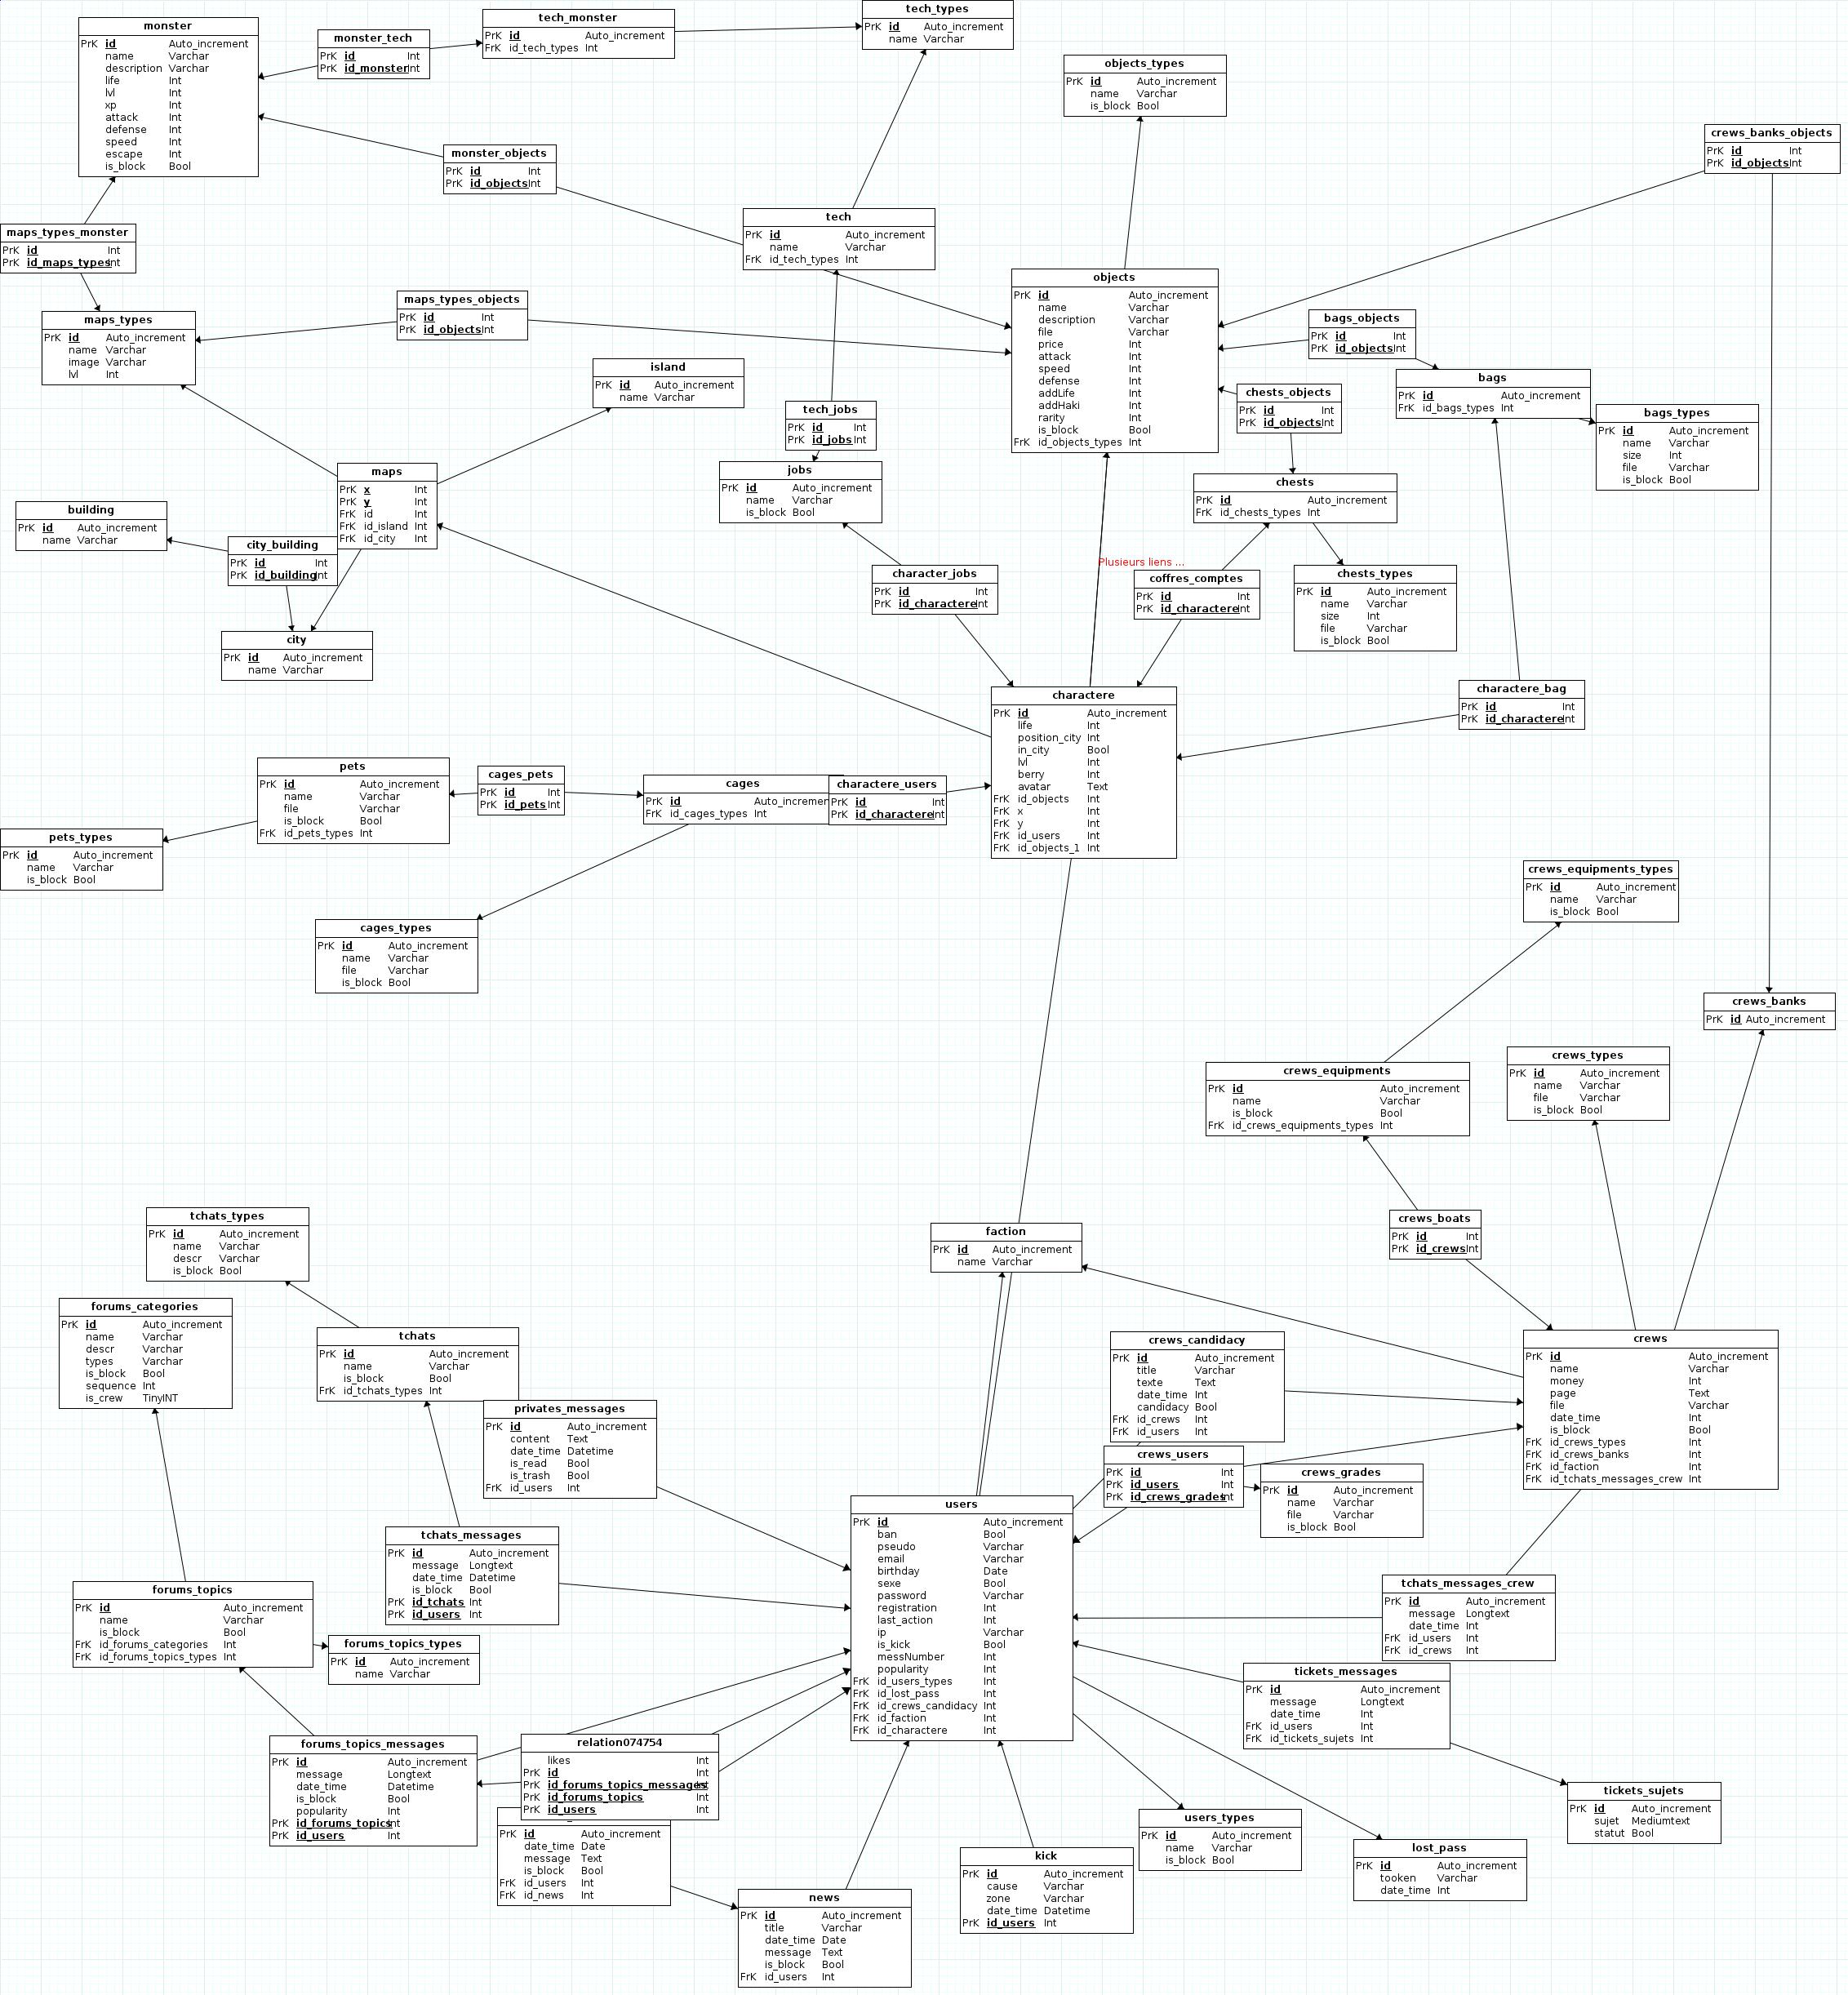 monster
PrK id Auto_increment
name Varchar
description Varchar
life Int
lvl Int
xp Int
attack Int
defense Int
speed Int
escape Int
is_block Bool
monster_tech
PrK id Int
PrK id_monster Int
tech_monster
PrK id Auto_increment
FrK id_tech_types Int
tech_types
PrK id Auto_increment
name Varchar
objects_types
PrK id Auto_increment
name Varchar
is_block Bool
crews_banks_objects
PrK id Int
PrK id_objects Int
monster_objects
PrK id Int
PrK id_objects Int
maps_types_monster
PrK id Int
PrK id_maps_types Int
tech
PrK id Auto_increment
name Varchar
FrK id_tech_types Int
objects
PrK id Auto_increment
name Varchar
description Varchar
file Varchar
price Int
attack Int
speed Int
defense Int
addLife Int
addHaki Int
rarity Int
is_block Bool
FrK id_objects_types Int
maps_types
PrK id Auto_increment
name Varchar
image Varchar
lvl Int
maps_types_objects
PrK id Int
PrK id_objects Int
bags_objects
PrK id Int
PrK id_objects Int
island
PrK id Auto_increment
name Varchar
bags
PrK id Auto_increment
FrK id_bags_types Int
chests_objects
PrK id Int
PrK id_objects Int
bags_types
PrK id Auto_increment
name Varchar
size Int
file Varchar
is_block Bool
tech_jobs
PrK id Int
PrK id_jobs Int
jobs
PrK id Auto_increment
name Varchar
is_block Bool
maps
PrK x Int
PrK y Int
FrK id Int
FrK id_island Int
FrK id_city Int
chests
PrK id Auto_increment
FrK id_chests_types Int
building
PrK id Auto_increment
name Varchar
city_building
PrK id Int
PrK id_building Int
Plusieurs liens ...
character_jobs
PrK id Int
PrK id_charactere Int
coffres_comptes
PrK id Int
PrK id_charactere Int
chests_types
PrK id Auto_increment
name Varchar
size Int
file Varchar
is_block Bool
city
PrK id Auto_increment
name Varchar
charactere
PrK id Auto_increment
life Int
position_city Int
in_city Bool
lvl Int
berry Int
avatar Text
FrK id_objects Int
FrK x Int
FrK y Int
FrK id_users Int
FrK id_objects_1 Int
charactere_bag
PrK id Int
PrK id_charactere Int
pets
PrK id Auto_increment
name Varchar
file Varchar
is_block Bool
FrK id_pets_types Int
cages_pets
PrK id Int
PrK id_pets Int
cages
PrK id Auto_incremen
FrK id_cages_types Int
charactere_users
PrK id Int
PrK id_charactere Int
pets_types
PrK id Auto_increment
name Varchar
is_block Bool
cages_types
PrK id Auto_increment
name Varchar
file Varchar
is_block Bool
crews_equipments_types
PrK id Auto_increment
name Varchar
is_block Bool
crews_banks
PrK id Auto_increment
crews_equipments
PrK id Auto_increment
name Varchar
is_block Bool
FrK id_crews_equipments_types Int
crews_types
PrK id Auto_increment
name Varchar
file Varchar
is_block Bool
tchats_types
PrK id Auto_increment
name Varchar
descr Varchar
is_block Bool
faction
PrK id Auto_increment
name Varchar
crews_boats
PrK id Int
PrK id_crews Int
forums_categories
PrK id Auto_increment
name Varchar
descr Varchar
types Varchar
is_block Bool
sequence Int
is_crew TinyINT
tchats
PrK id Auto_increment
name Varchar
is_block Bool
FrK id_tchats_types Int
crews_candidacy
PrK id Auto_increment
title Varchar
texte Text
date_time Int
candidacy Bool
FrK id_crews Int
FrK id_users Int
crews
PrK id Auto_increment
name Varchar
money Int
page Text
file Varchar
date_time Int
is_block Bool
FrK id_crews_types Int
FrK id_crews_banks Int
FrK id_faction Int
FrK id_tchats_messages_crew Int
privates_messages
PrK id Auto_increment
content Text
date_time Datetime
is_read Bool
is_trash Bool
FrK id_users Int
crews_users
PrK id Int
PrK id_users Int
PrK id_crews_grades Int
crews_grades
PrK id Auto_increment
name Varchar
file Varchar
is_block Bool
users
PrK id Auto_increment
ban Bool
pseudo Varchar
email Varchar
birthday Date
sexe Bool
password Varchar
registration Int
last_action Int
ip Varchar
is_kick Bool
messNumber Int
popularity Int
FrK id_users_types Int
FrK id_lost_pass Int
FrK id_crews_candidacy Int
FrK id_faction Int
FrK id_charactere Int
tchats_messages
PrK id Auto_increment
message Longtext
date_time Datetime
is_block Bool
PrK id_tchats Int
PrK id_users Int
forums_topics
PrK id Auto_increment
name Varchar
is_block Bool
FrK id_forums_categories Int
FrK id_forums_topics_types Int
tchats_messages_crew
PrK id Auto_increment
message Longtext
date_time Int
FrK id_users Int
FrK id_crews Int
forums_topics_types
PrK id Auto_increment
name Varchar
tickets_messages
PrK id Auto_increment
message Longtext
date_time Int
FrK id_users Int
FrK id_tickets_sujets Int
forums_topics_messages
PrK id Auto_increment
message Longtext
date_time Datetime
is_block Bool
popularity Int
PrK id_forums_topics Int
PrK id_users Int
relation074754
likes Int
PrK id Int
PrK id_forums_topics_messages Int
PrK id_forums_topics Int
PrK id_users Int
PrK id Auto_increment
date_time Date
message Text
is_block Bool
FrK id_users Int
FrK id_news Int
tickets_sujets
PrK id Auto_increment
sujet Mediumtext
statut Bool
users_types
PrK id Auto_increment
name Varchar
is_block Bool
lost_pass
PrK id Auto_increment
tooken Varchar
date_time Int
kick
PrK id Auto_increment
cause Varchar
zone Varchar
date_time Datetime
PrK id_users Int
news
PrK id Auto_increment
title Varchar
date_time Date
message Text
is_block Bool
FrK id_users Int